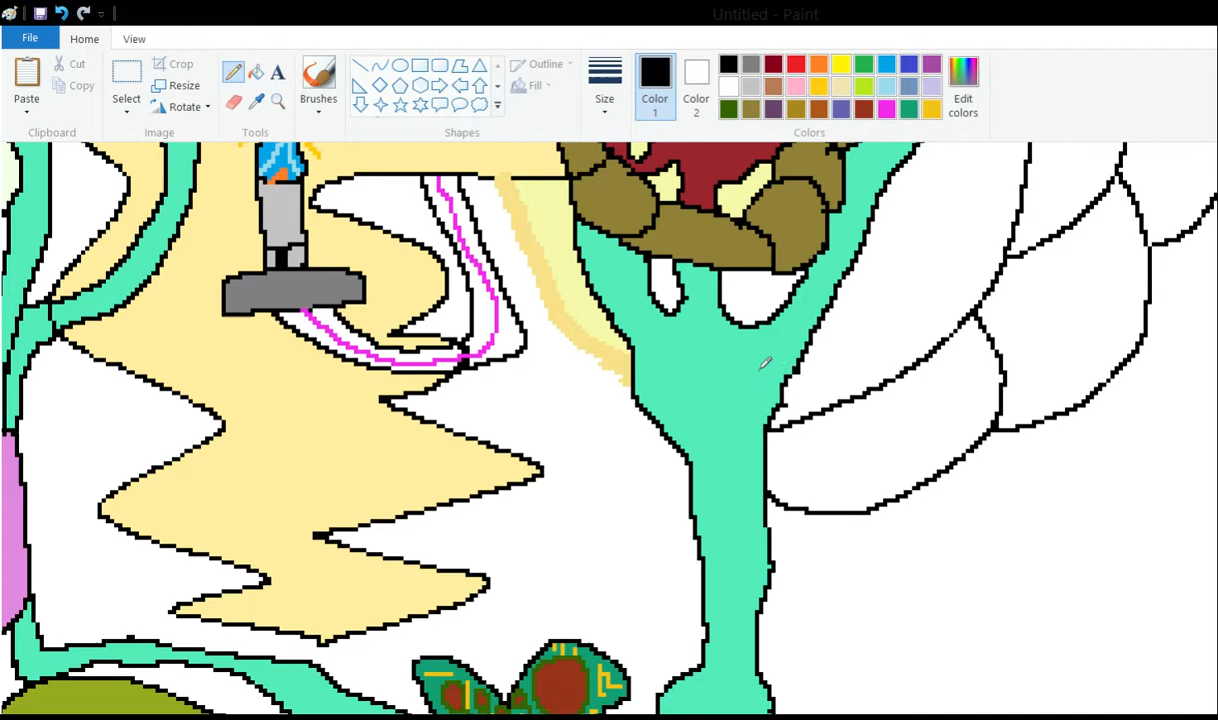 Untitled - Paint
File Home View
Paste
Cut
Copy
Clipboard
Select
Crop
Resize
Rotate
Image
A
Tools
Brushes
Outline
Fill
Shapes
Size
Color
1
Color
2
Edit
colors
Colors